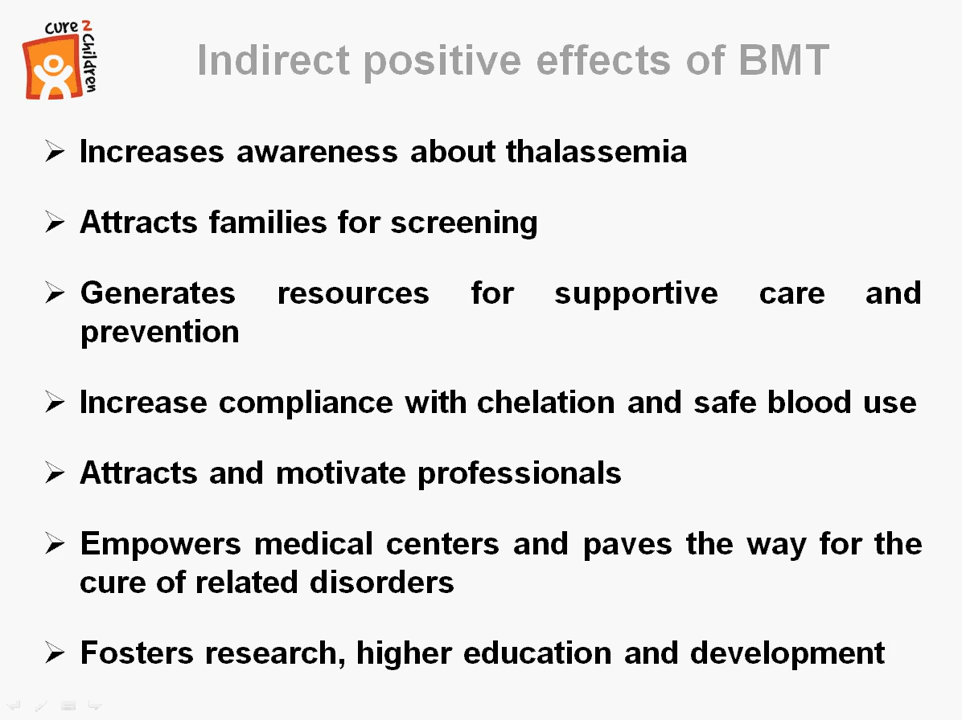 cure 2
children
Indirect positive effects of BMT
Increases awareness about thalassemia
Attracts families for screening
Generates resources for supportive care and
prevention
Increase compliance with chelation and safe blood use
Attracts and motivate professionals
Empowers medical centers and paves the way for the
cure of related disorders
Fosters research, higher education and development